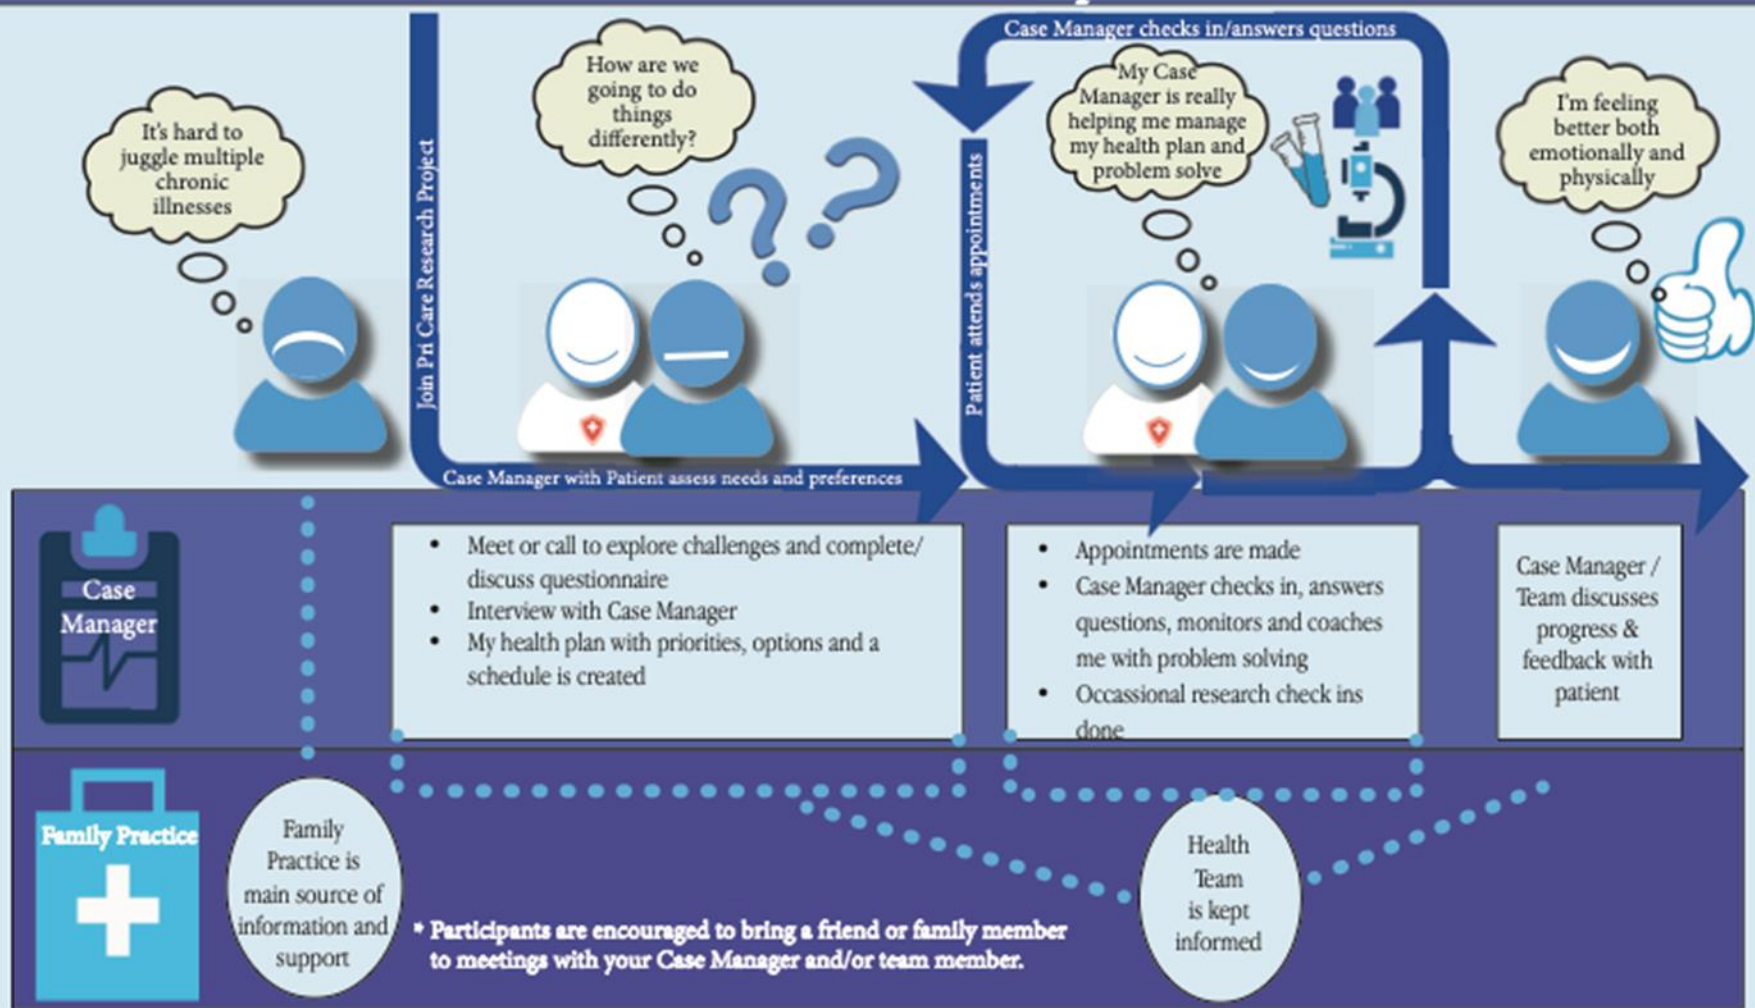 It's hard to
juggle multiple
chronic
illnesses
Join Pri Care Research Project
How are we
going to do
things
differently?
Case Manager with Patient assess needs and preferences
Case Manager checks in/answers questions
Patient attends appointments
My Case
Manager is really
helping me manage
my health plan and
problem solve
I'm feeling
better both
emotionally and
physically
Case
Manager
• Meet or call to explore challenges and complete/
discuss questionnaire
• Interview with Case Manager
• My health plan with priorities, options and a
schedule is created
• Appointments are made
• Case Manager checks in, answers
questions, monitors and coaches
me with problem solving
• Occassional research check ins
done
Case Manager /
Team discusses
progress &
feedback with
patient
Family Practice
Family
Practice is
main source of
information and
support
* Participants are encouraged to bring a friend or family member
to meetings with your Case Manager and/or team member.
Health
Team
is kept
informed